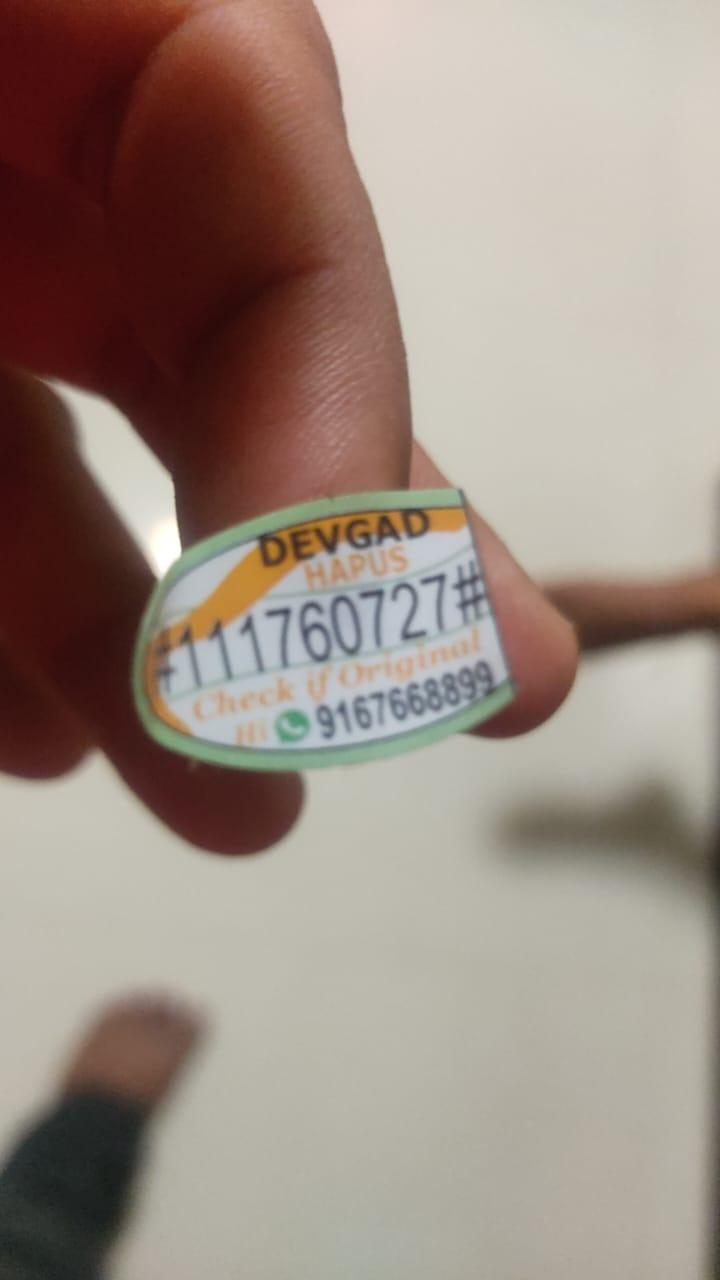 DEVGAD
HAPUS
#111760727#
Check if Original
Hi 9167668899